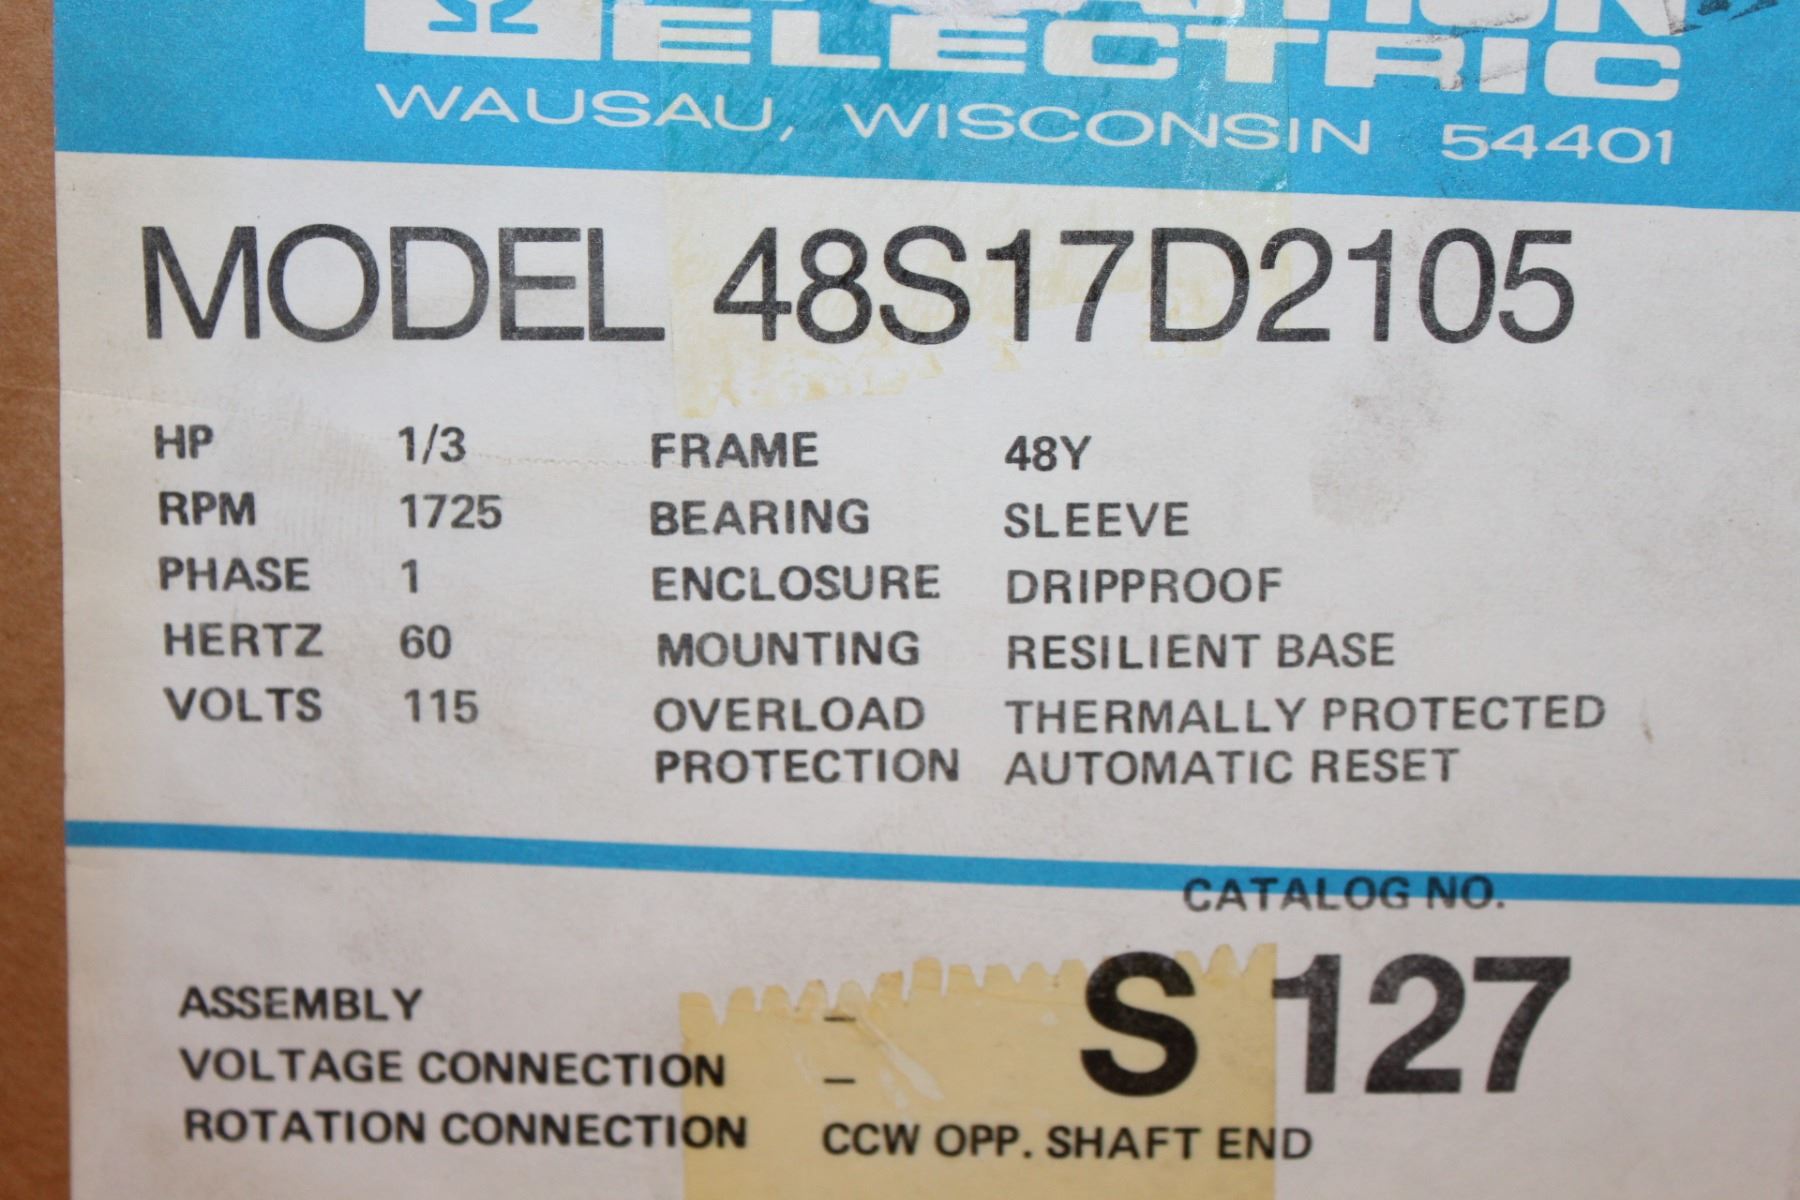 ELECTRIC
WAUSAU, WISCONSIN 54401
MODEL 48S17D2105
HP 1/3 FRAME 48Y
RPM 1725 BEARING SLEEVE
PHASE 1 ENCLOSURE DRIPPROOF
HERTZ 60 MOUNTING RESILIENT BASE
VOLTS 115 OVERLOAD THERMALLY PROTECTED
PROTECTION AUTOMATIC RESET
CATALOG NO.
S 127
ASSEMBLY –
VOLTAGE CONNECTION –
ROTATION CONNECTION CCW OPP. SHAFT END